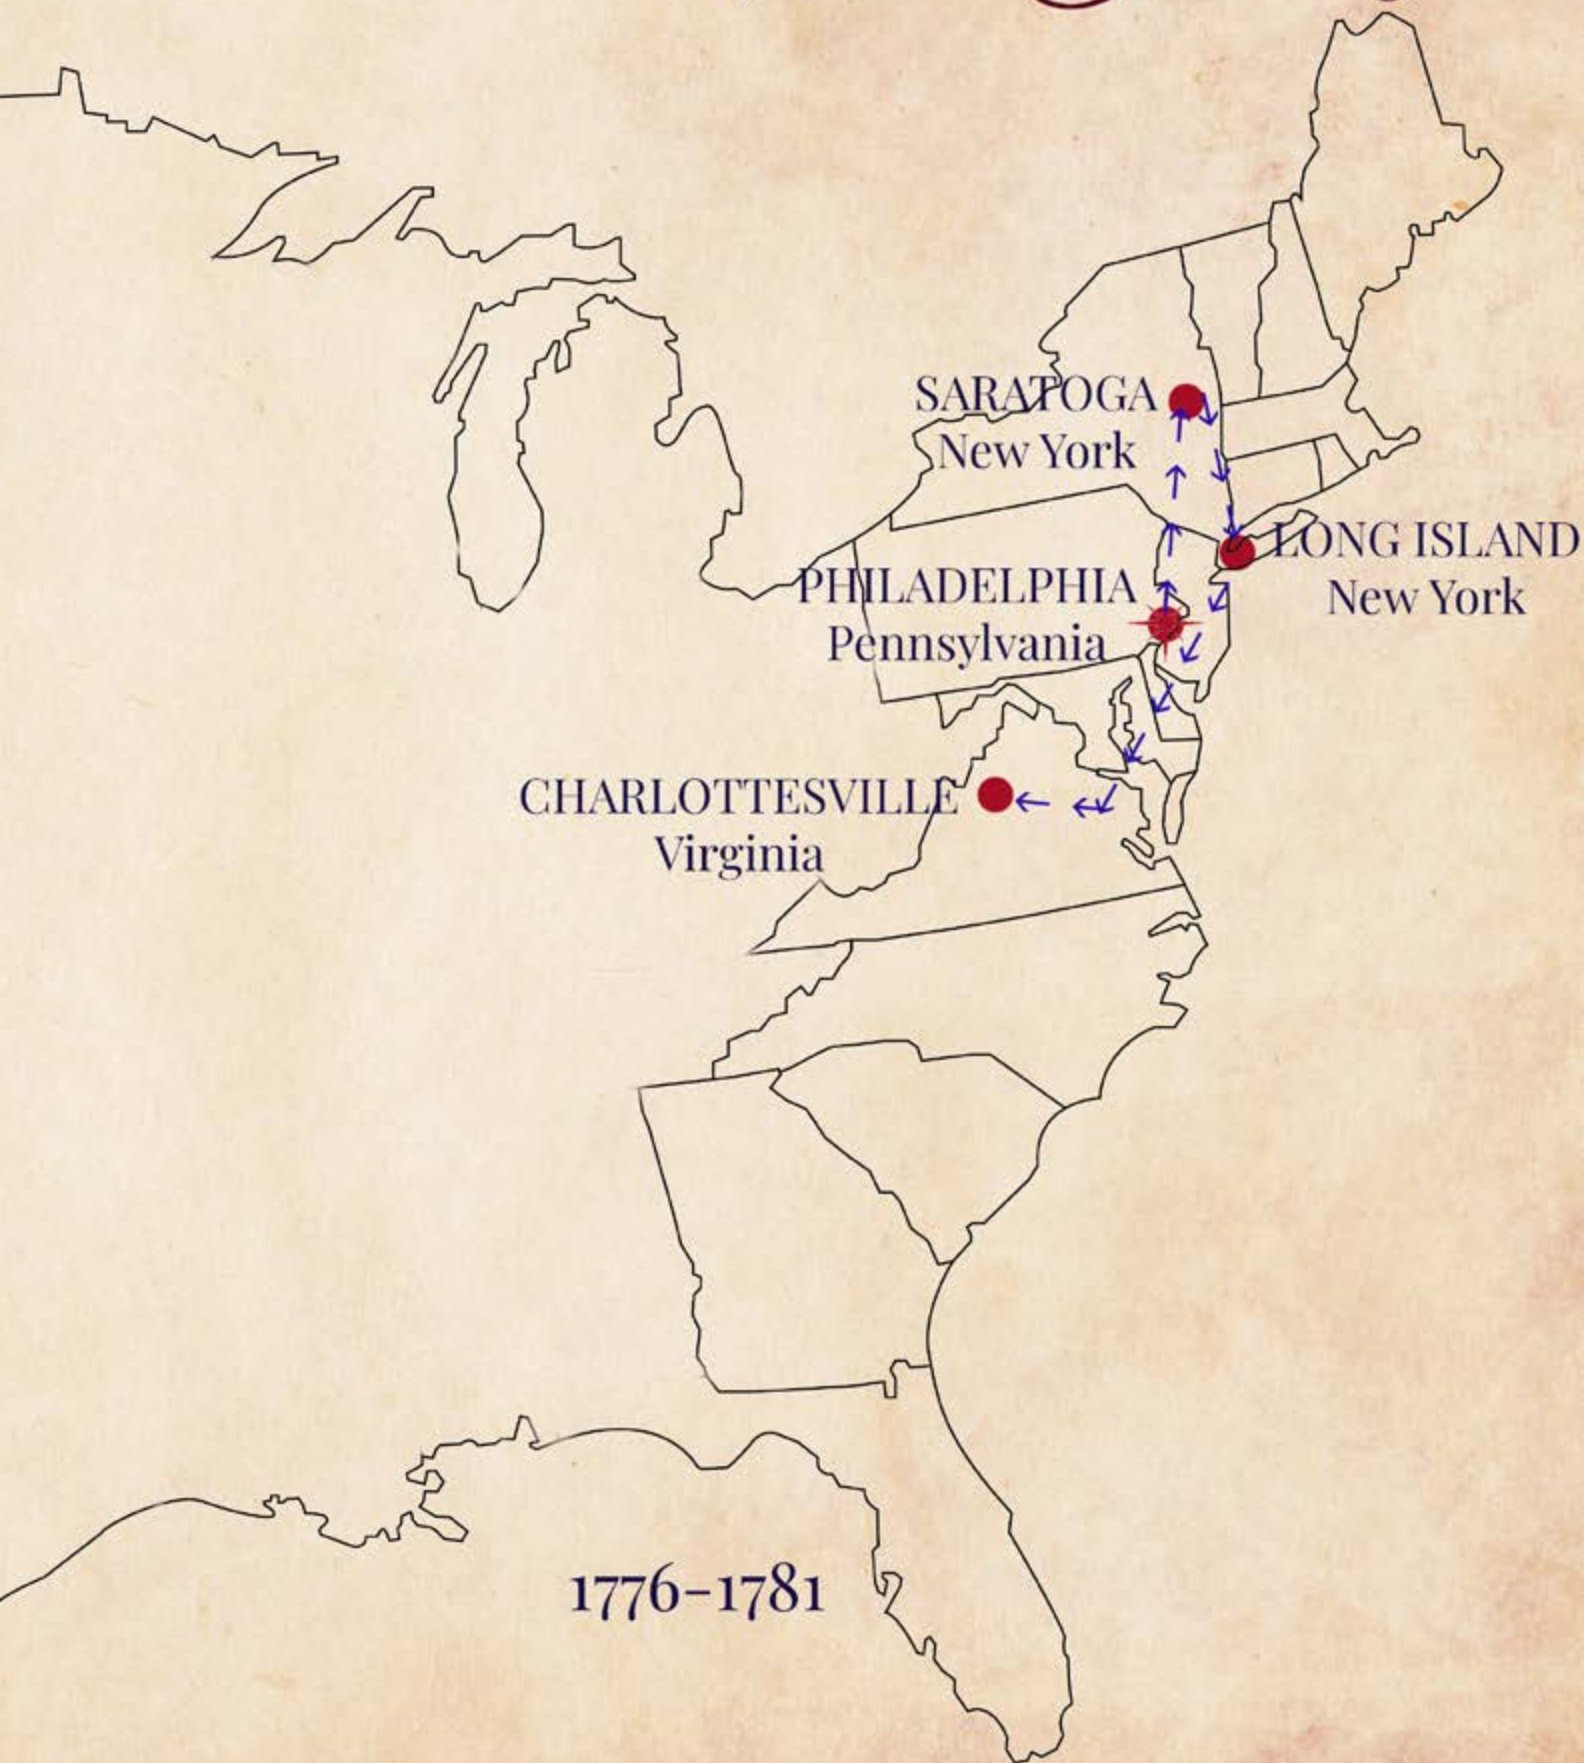 SARATOGA
New York
LONG ISLAND
New York
PHILADELPHIA
Pennsylvania
CHARLOTTESVILLE
Virginia
1776-1781